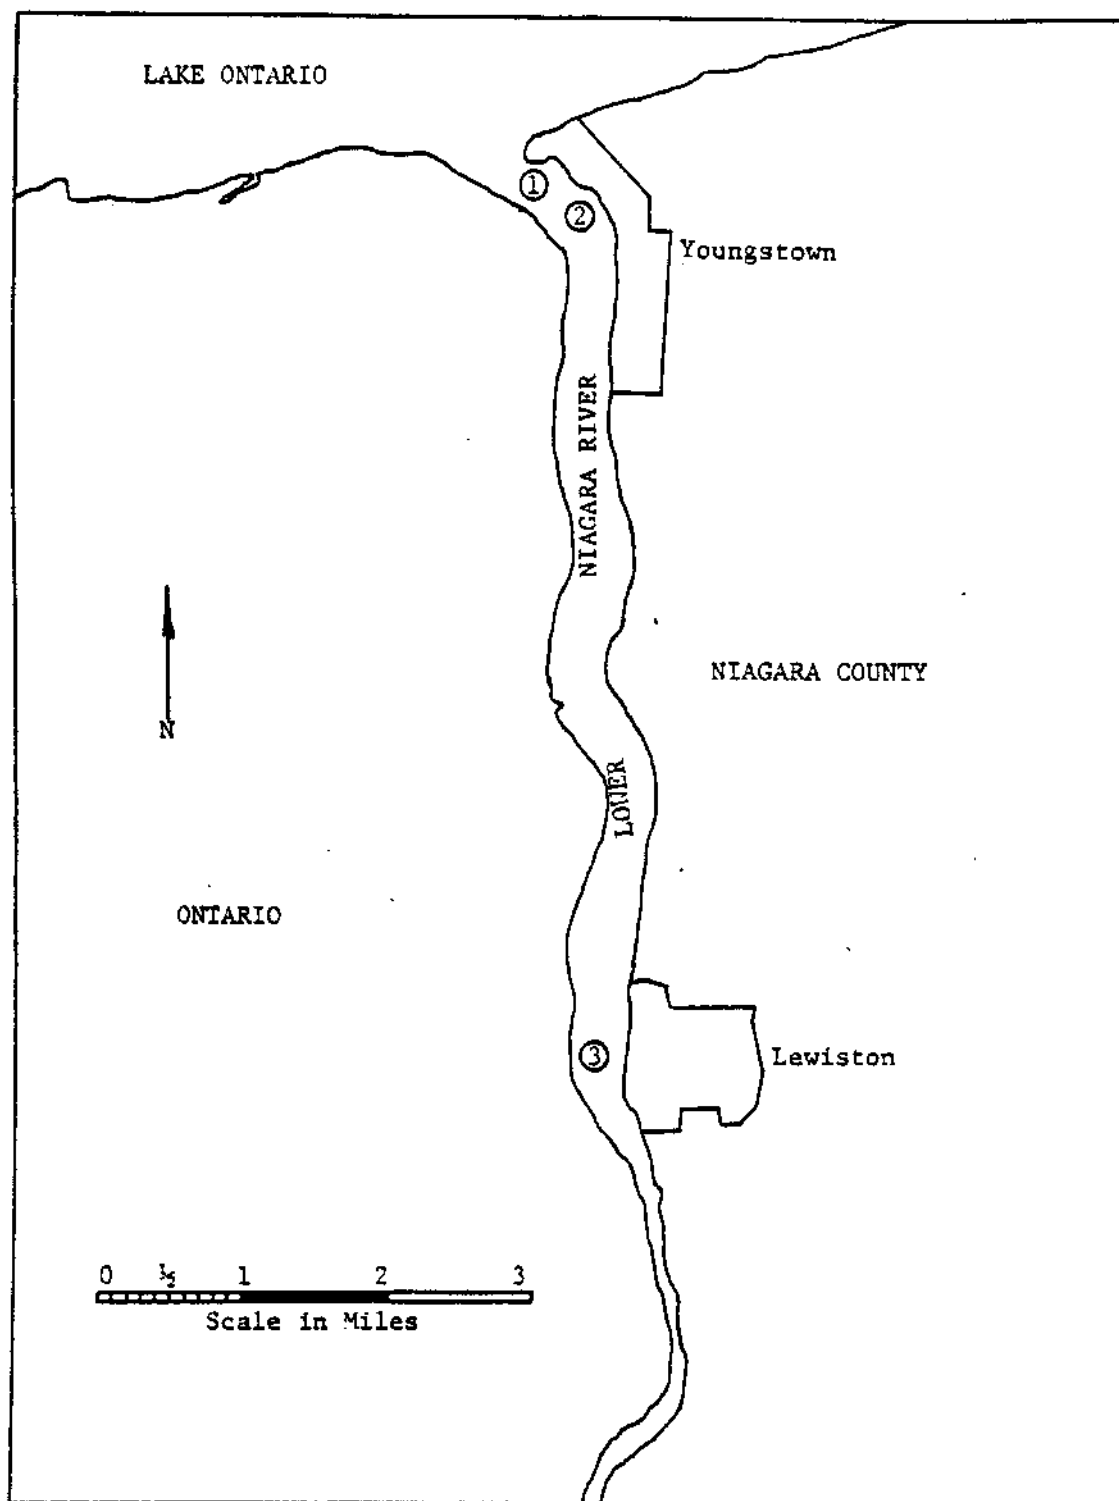 LAKE ONTARIO
①
②
Youngstown
NIAGARA RIVER
NIAGARA COUNTY
N
LOWER
ONTARIO
③
Lewiston
0 ½ 1 2 3
Scale in Miles